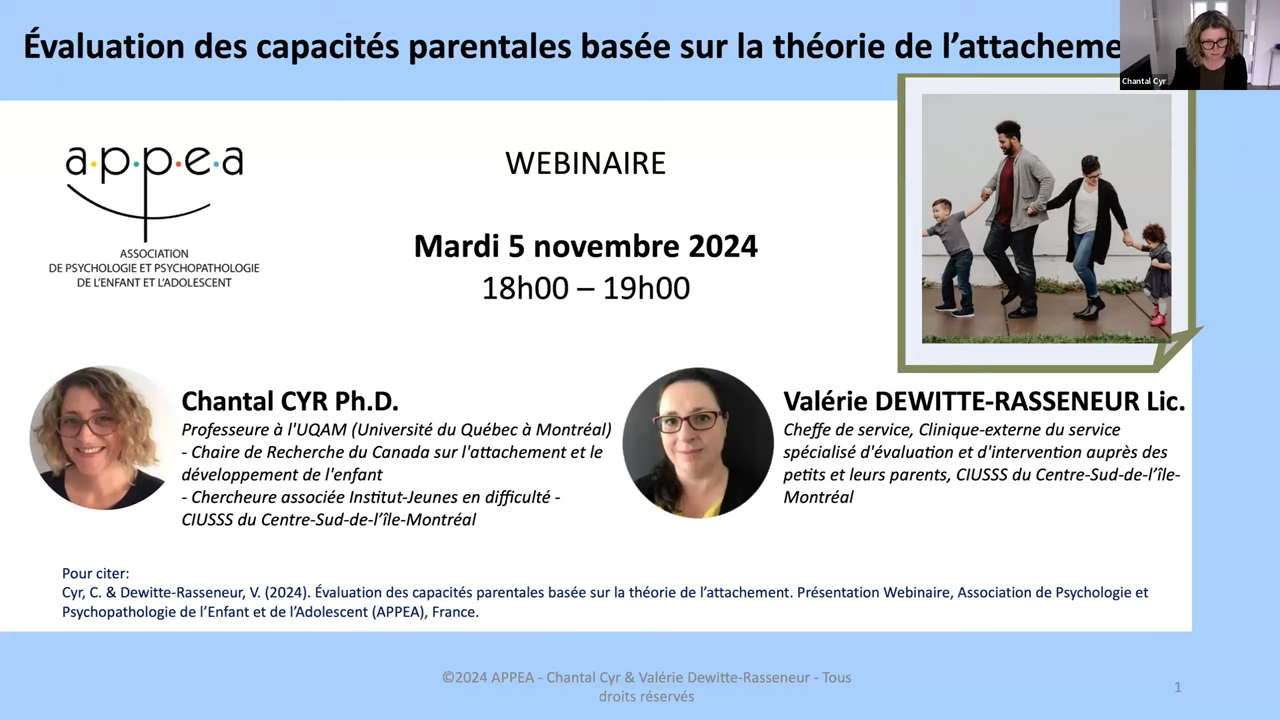 Évaluation des capacités parentales basée sur la théorie de l'attacheme
Chantal Cyr
a·p·p·e·a
ASSOCIATION
DE PSYCHOLOGIE ET PSYCHOPATHOLOGIE
DE L'ENFANT ET L'ADOLESCENT
WEBINAIRE
Mardi 5 novembre 2024
18h00 – 19h00
Chantal CYR Ph.D.
Professeure à l'UQAM (Université du Québec à Montréal)
- Chaire de Recherche du Canada sur l'attachement et le
développement de l'enfant
- Chercheure associée Institut-Jeunes en difficulté -
CIUSSS du Centre-Sud-de-l'île-Montréal
Valérie DEWITTE-RASSENEUR Lic.
Cheffe de service, Clinique-externe du service
spécialisé d'évaluation et d'intervention auprès des
petits et leurs parents, CIUSSS du Centre-Sud-de-l'île-
Montréal
Pour citer:
Cyr, C. & Dewitte-Rasseneur, V. (2024). Évaluation des capacités parentales basée sur la théorie de l'attachement. Présentation Webinaire, Association de Psychologie et
Psychopathologie de l'Enfant et de l'Adolescent (APPEA), France.
©2024 APPEA - Chantal Cyr & Valérie Dewitte-Rasseneur - Tous
droits réservés
1